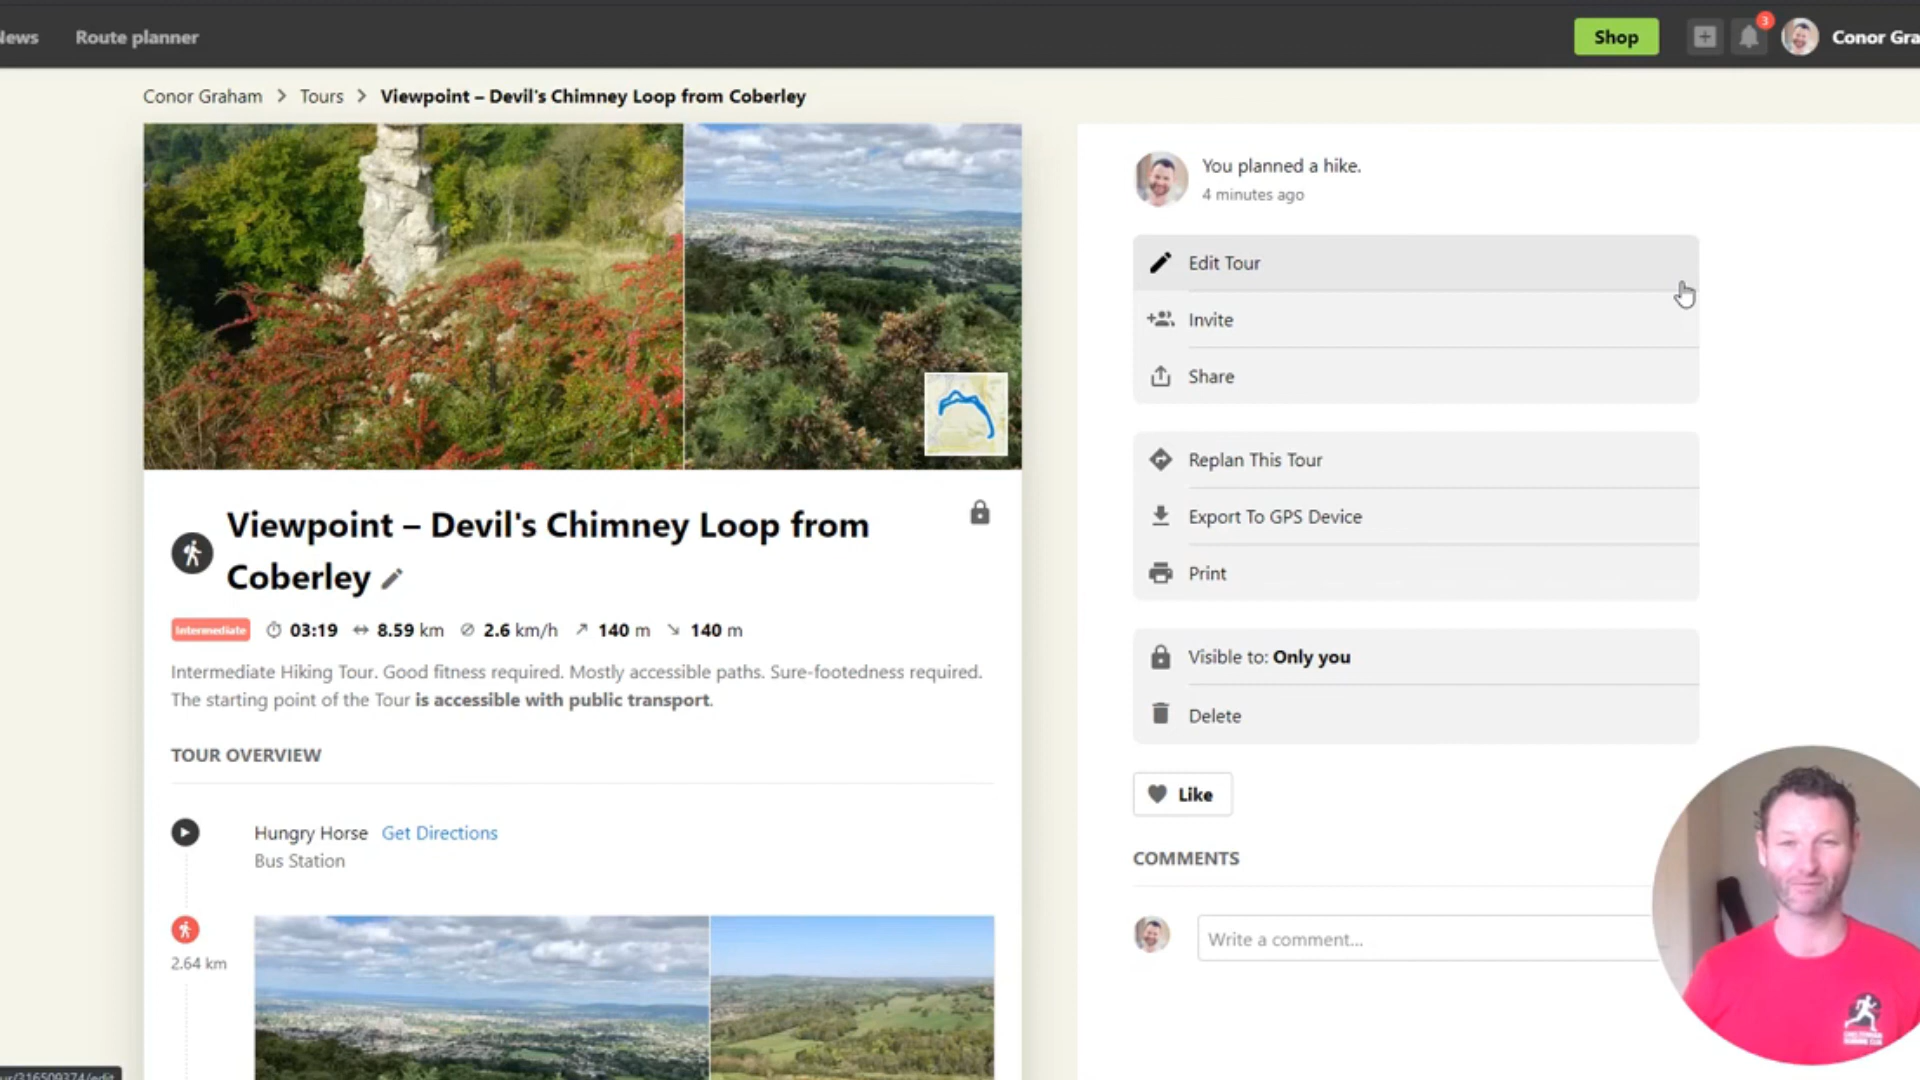 News
Route planner
Shop
3
Conor Gra
Conor Graham > Tours > Viewpoint – Devil's Chimney Loop from Coberley
You planned a hike.
4 minutes ago
Edit Tour
Invite
Share
Replan This Tour
Export To GPS Device
Print
Visible to: Only you
Delete
Like
COMMENTS
Write a comment...
Viewpoint – Devil's Chimney Loop from
Coberley
Intermediate 03:19 8.59 km 2.6 km/h 140 m 140 m
Intermediate Hiking Tour. Good fitness required. Mostly accessible paths. Sure-footedness required.
The starting point of the Tour is accessible with public transport.
TOUR OVERVIEW
Hungry Horse Get Directions
Bus Station
2.64 km